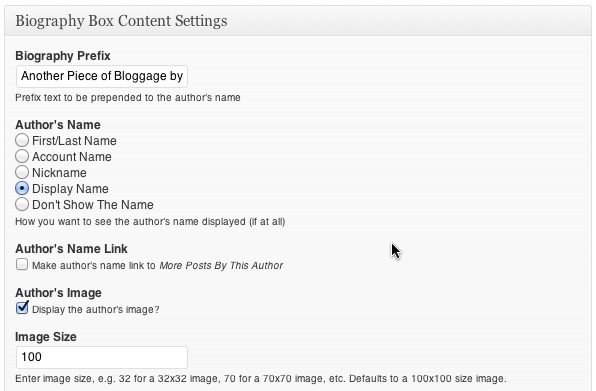 Biography Box Content Settings
Biography Prefix
Another Piece of Bloggage by
Prefix text to be prepended to the author's name
Author's Name
First/Last Name
Account Name
Nickname
Display Name
Don't Show The Name
How you want to see the author's name displayed (if at all)
Author's Name Link
Make author's name link to More Posts By This Author
Author's Image
Display the author's image?
Image Size
100
Enter image size, e.g. 32 for a 32x32 image, 70 for a 70x70 image, etc. Defaults to a 100x100 size image.